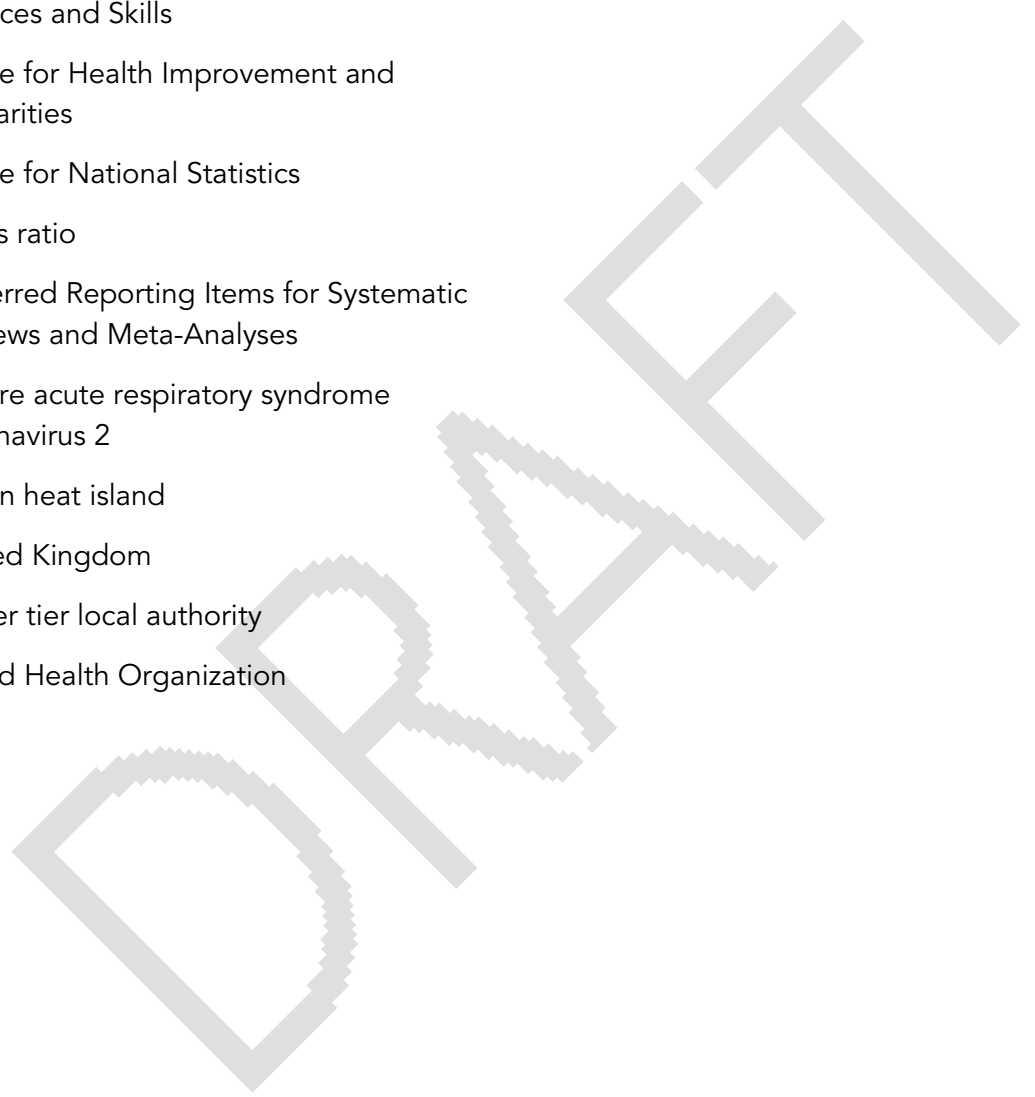 ces and Skills
e for Health Improvement and
arities
e for National Statistics
s ratio
erred Reporting Items for Systematic
ews and Meta-Analyses
re acute respiratory syndrome
navirus 2
n heat island
ed Kingdom
er tier local authority
d Health Organization
DRAFT